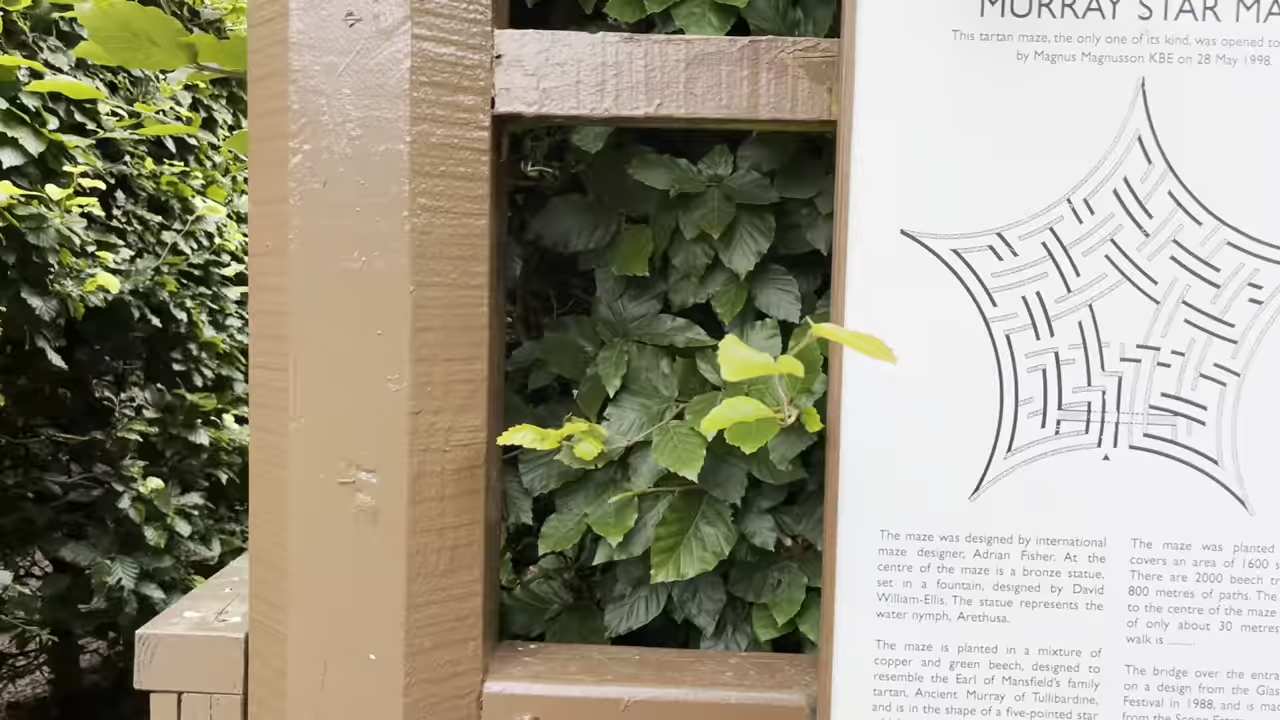 MURRAY STAR MA
This tartan maze, the only one of its kind, was opened to
by Magnus Magnusson KBE on 28 May 1998.
The maze was designed by international
maze designer, Adrian Fisher. At the
centre of the maze is a bronze statue,
set in a fountain, designed by David
William-Ellis. The statue represents the
water nymph, Arethusa.
The maze is planted in a mixture of
copper and green beech, designed to
resemble the Earl of Mansfield's family
tartan, Ancient Murray of Tullibardine,
and is in the shape of a five-pointed star
The maze was planted
covers an area of 1600 s
There are 2000 beech tr
800 metres of paths. The
to the centre of the maze
of only about 30 metres
walk is ........
The bridge over the entra
on a design from the Glas
Festival in 1988, and is mad
from the Scone Estate